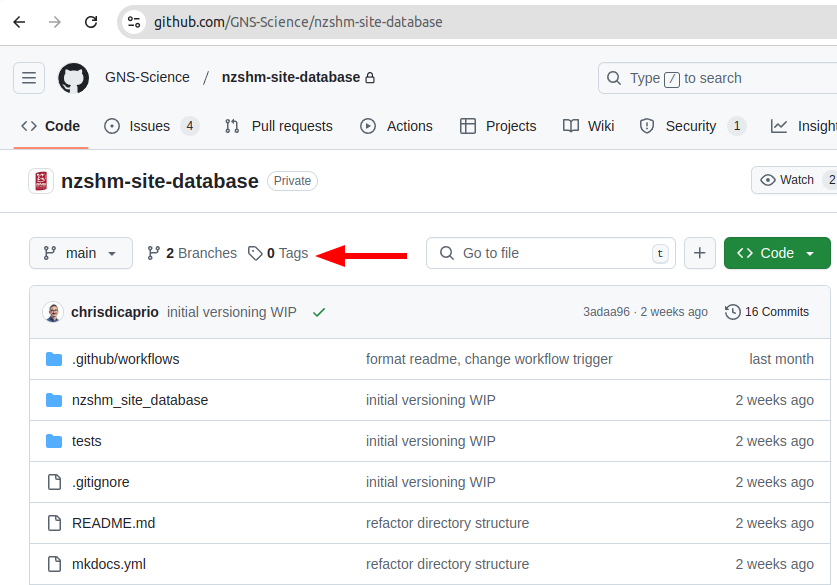 github.com/GNS-Science/nzshm-site-database
GNS-Science / nzshm-site-database
Type / to search
Code
Issues 4
Pull requests
Actions
Projects
Wiki
Security 1
Insight
nzshm-site-database Private
Watch 2
main
2 Branches
0 Tags
Go to file t
+
Code
chrisdicaprio initial versioning WIP 3adaa96 · 2 weeks ago 16 Commits
.github/workflows format readme, change workflow trigger last month
nzshm_site_database initial versioning WIP 2 weeks ago
tests initial versioning WIP 2 weeks ago
.gitignore initial versioning WIP 2 weeks ago
README.md refactor directory structure 2 weeks ago
mkdocs.yml refactor directory structure 2 weeks ago